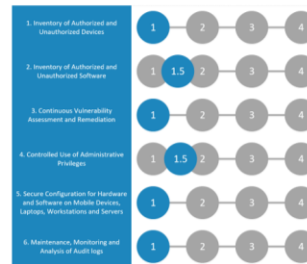 1. Inventory of Authorized and
Unauthorized Devices
1 2 3 4
2. Inventory of Authorized and
Unauthorized Software
1 1.5 2 3 4
3. Continuous Vulnerability
Assessment and Remediation
1 2 3 4
4. Controlled Use of Administrative
Privileges
1 1.5 2 3 4
5. Secure Configuration for Hardware
and Software on Mobile Devices,
Laptops, Workstations and Servers
1 2 3 4
6. Maintenance, Monitoring and
Analysis of Audit logs
1 2 3 4